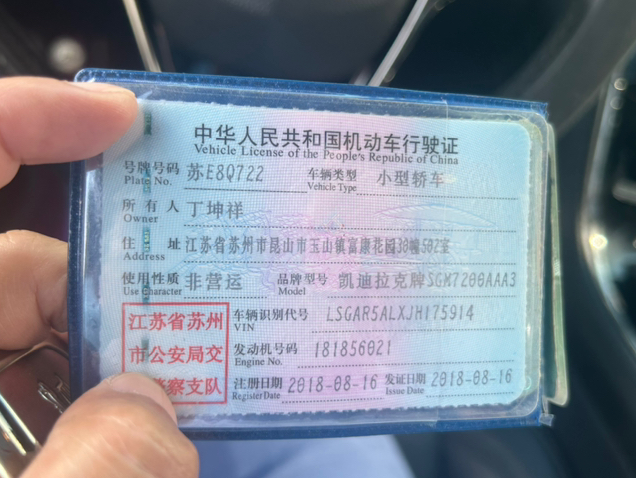 中华人民共和国机动车行驶证
Vehicle License of the People's Republic of China
号牌号码 苏E8Q722 车辆类型 小型轿车
Plate No. Vehicle Type
所有人 丁坤祥
Owner
住址 江苏省苏州市昆山市玉山镇富康花园38幢502室
Address
使用性质 非营运 品牌型号 凯迪拉克牌SGM7200AAA3
Use Character Model
江苏省苏州 车辆识别代号 LSGAR5ALXJH175914
VIN
市公安局交 发动机号码 181856021
Engine No.
警察支队 注册日期 2018-08-16 发证日期 2018-08-16
Register Date Issue Date